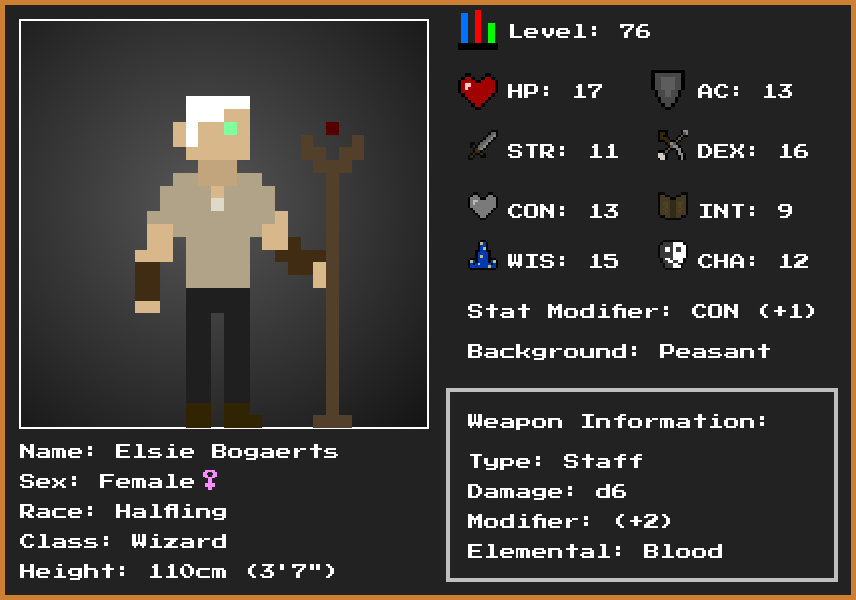 Level: 76
HP: 17
AC: 13
STR: 11
DEX: 16
CON: 13
INT: 9
WIS: 15
CHA: 12
Stat Modifier: CON (+1)
Background: Peasant
Weapon Information:
Type: Staff
Damage: d6
Modifier: (+2)
Elemental: Blood
Name: Elsie Bogaerts
Sex: Female♀
Race: Halfling
Class: Wizard
Height: 110cm (3'7")